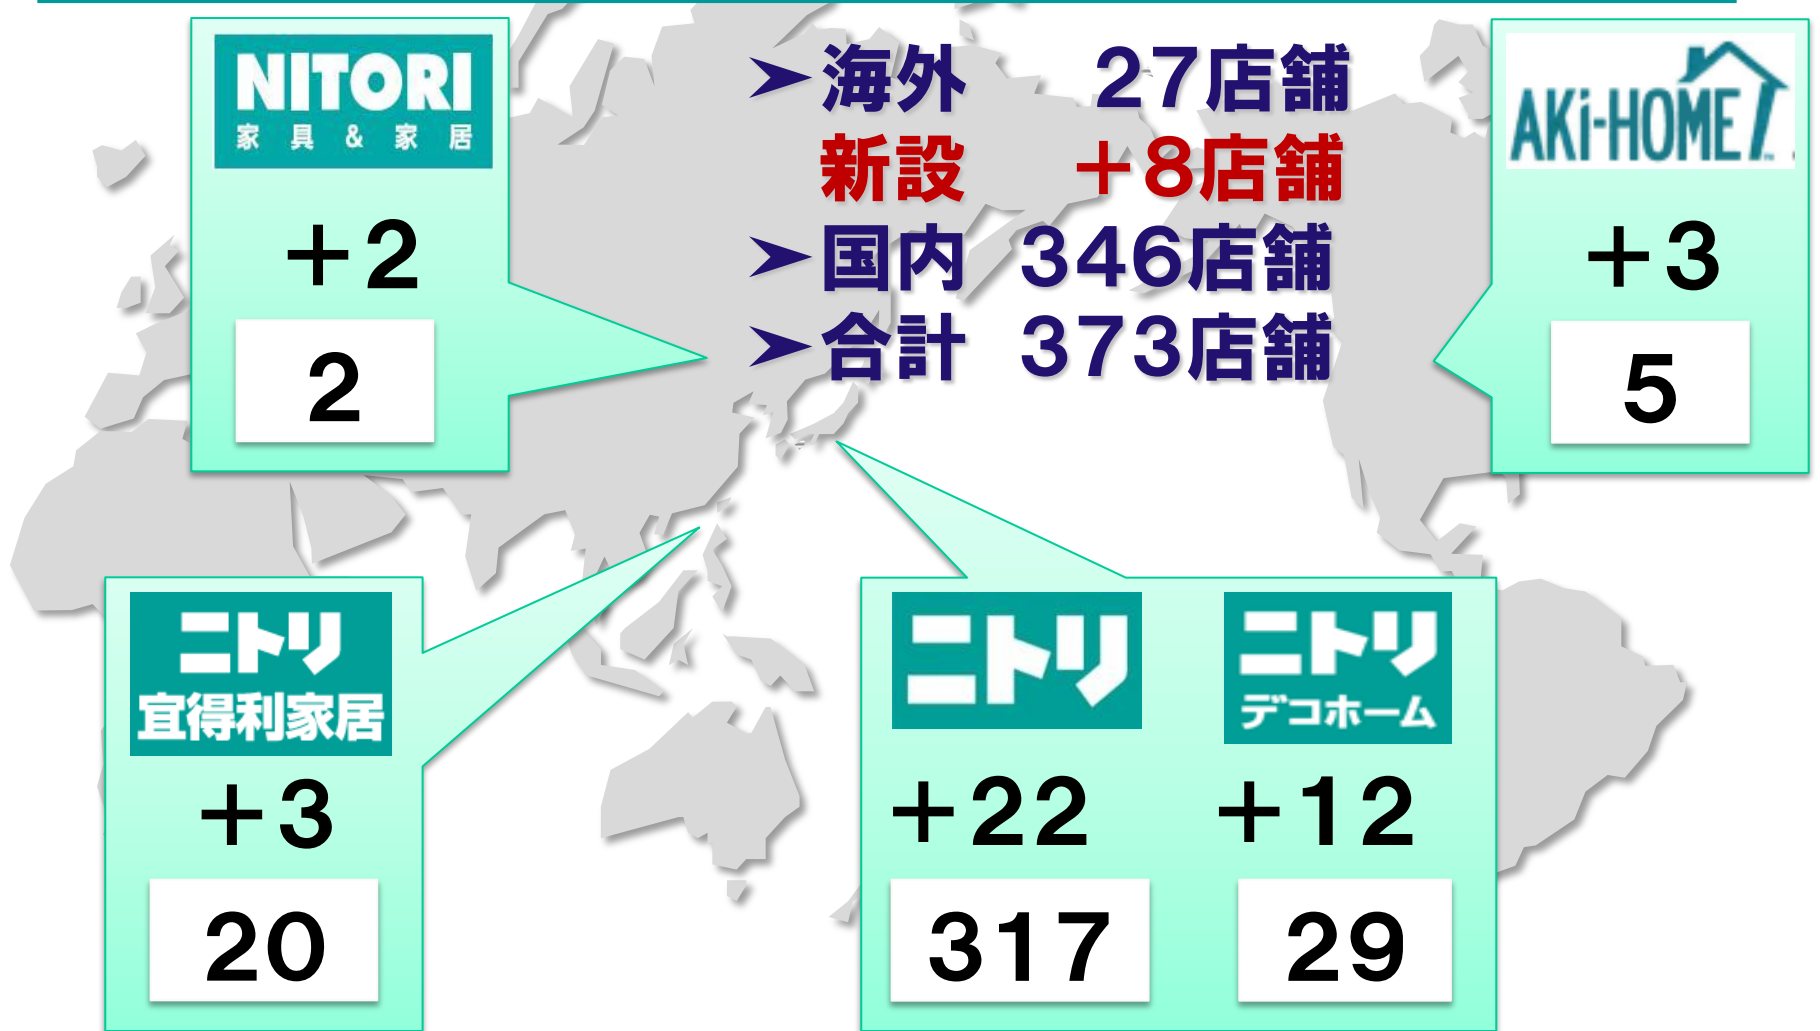 NITORI
家具&家居
+2
2
➢海外 27店舗
新設 +8店舗
➢国内 346店舗
➢合計 373店舗
AKi-HOME
+3
5
ニトリ
宜得利家居
+3
20
ニトリ
+22
317
ニトリ
デコホーム
+12
29